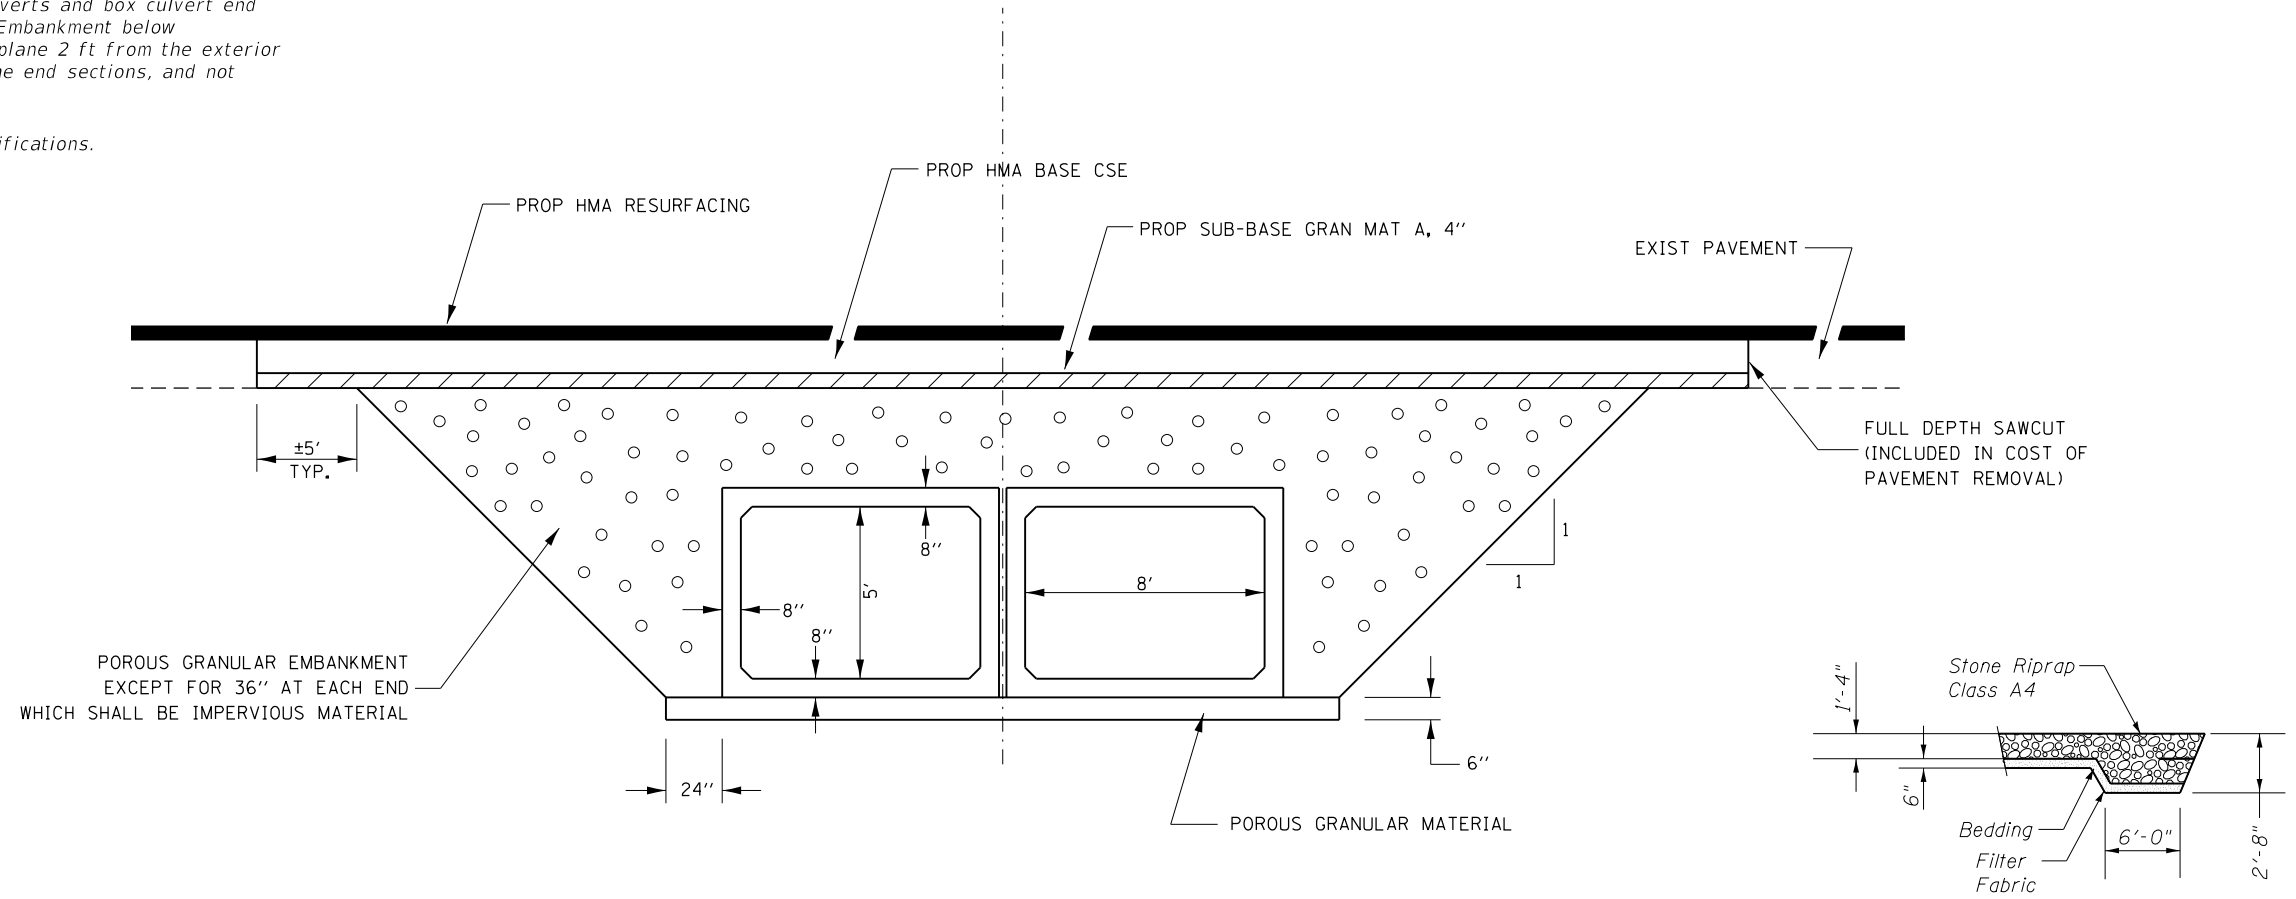 verts and box culvert end
Embankment below
plane 2 ft from the exterior
e end sections, and not
ifications.
PROP HMA BASE CSE
PROP HMA RESURFACING
PROP SUB-BASE GRAN MAT A, 4"
EXIST PAVEMENT
±5'
TYP.
FULL DEPTH SAWCUT
(INCLUDED IN COST OF
PAVEMENT REMOVAL)
8"
5'
8'
8"
8"
1
1
POROUS GRANULAR EMBANKMENT
EXCEPT FOR 36" AT EACH END
WHICH SHALL BE IMPERVIOUS MATERIAL
24"
6"
POROUS GRANULAR MATERIAL
Stone Riprap
Class A4
1'-4"
6"
Bedding
Filter
Fabric
6'-0"
2'-8"